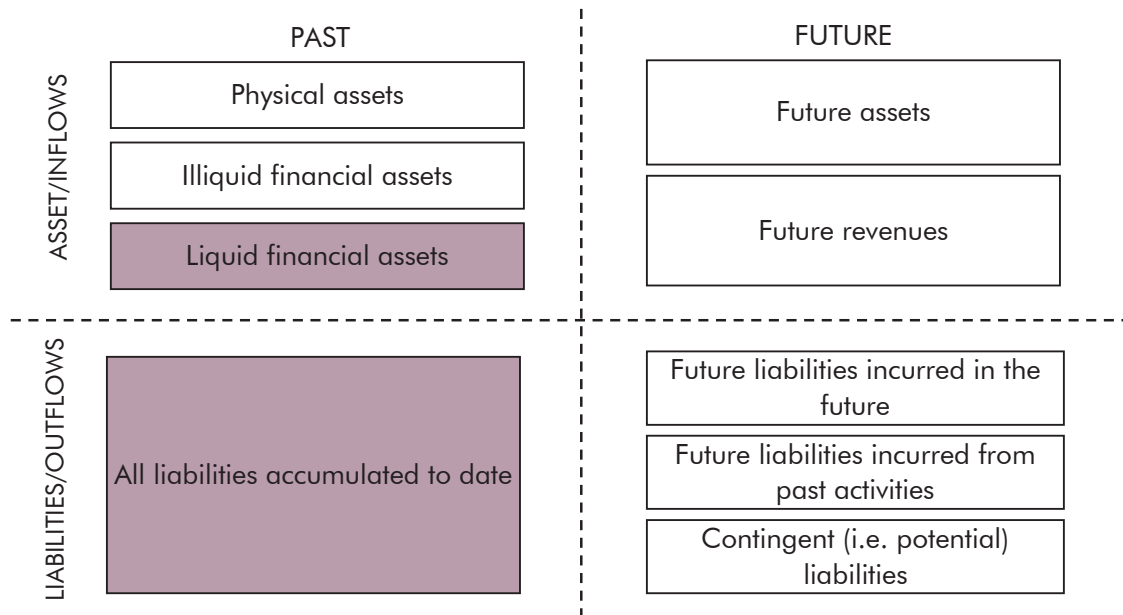 PAST
FUTURE
ASSET/INFLOWS
Physical assets
Illiquid financial assets
Liquid financial assets
Future assets
Future revenues
LIABILITIES/OUTFLOWS
All liabilities accumulated to date
Future liabilities incurred in the
future
Future liabilities incurred from
past activities
Contingent (i.e. potential)
liabilities